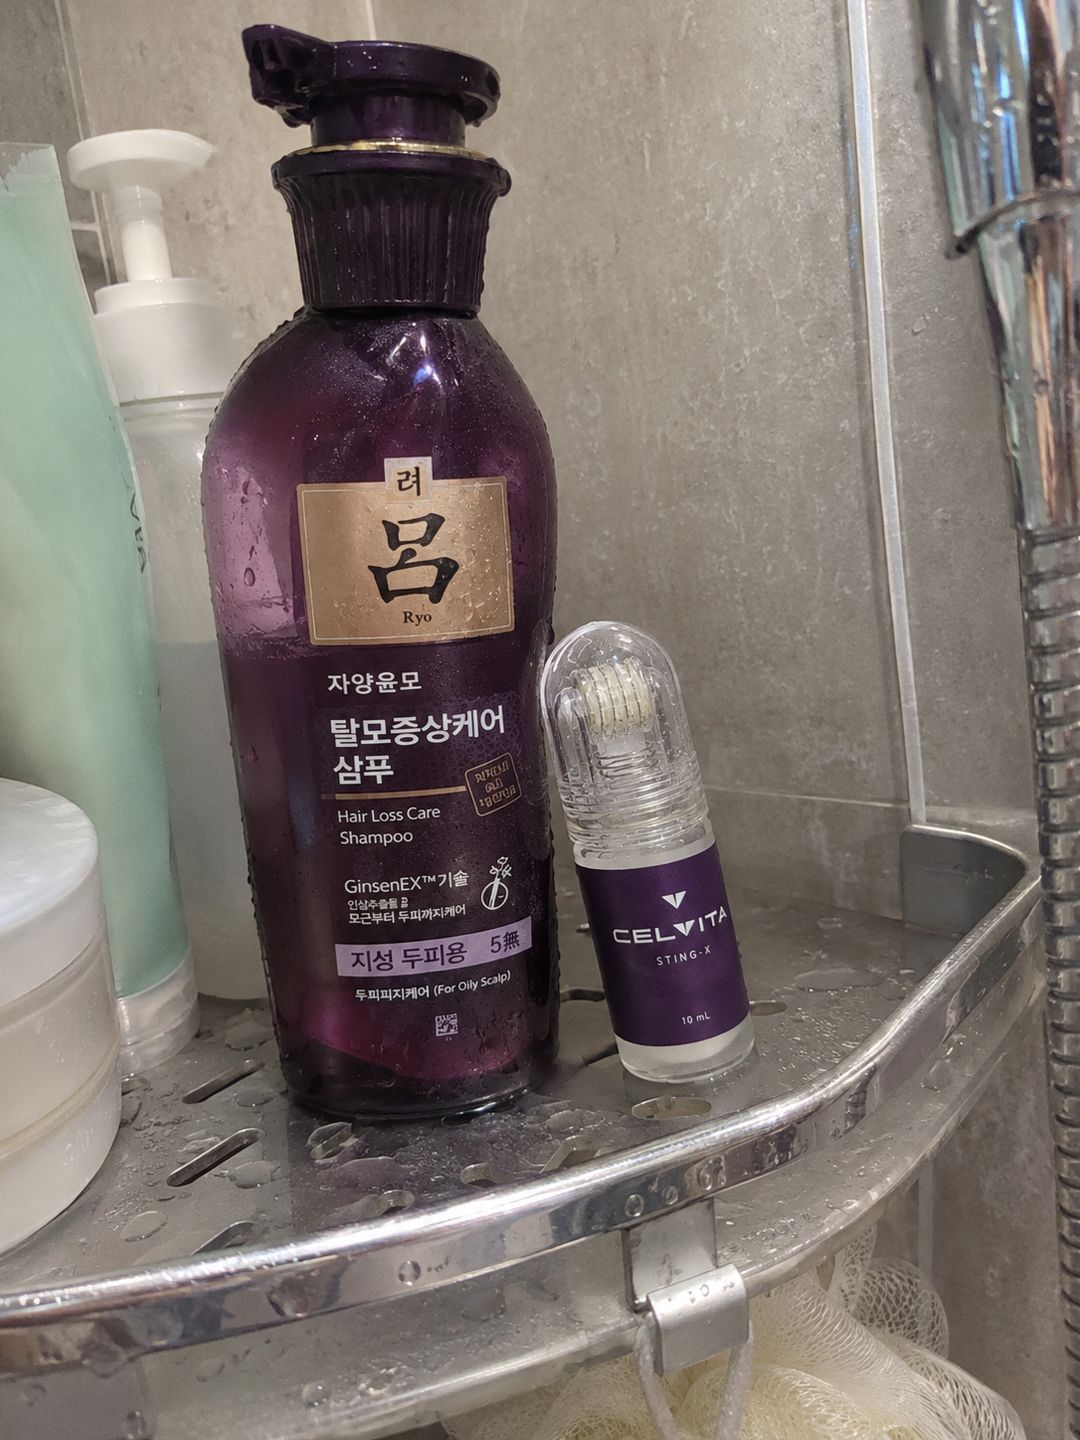 려
呂
Ryo
자양윤모
탈모증상케어
샴푸
Hair Loss Care
Shampoo
GinsenEX™기술
인삼추출물 및
모근부터 두피까지케어
지성 두피용 5無
두피피지케어 (For Oily Scalp)
CELVITA
STING-X
10 mL